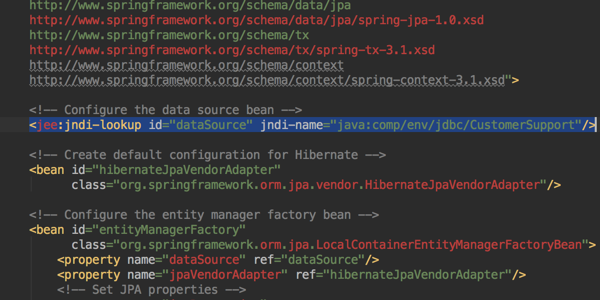 http://www.springframework.org/schema/data/jpa
http://www.springframework.org/schema/data/jpa/spring-jpa-1.0.xsd
http://www.springframework.org/schema/tx
http://www.springframework.org/schema/tx/spring-tx-3.1.xsd
http://www.springframework.org/schema/context
http://www.springframework.org/schema/context/spring-context-3.1.xsd">
<!-- Configure the data source bean -->
<jee:jndi-lookup id="dataSource" jndi-name="java:comp/env/jdbc/CustomerSupport"/>
<!-- Create default configuration for Hibernate -->
<bean id="hibernateJpaVendorAdapter"
class="org.springframework.orm.jpa.vendor.HibernateJpaVendorAdapter"/>
<!-- Configure the entity manager factory bean -->
<bean id="entityManagerFactory"
class="org.springframework.orm.jpa.LocalContainerEntityManagerFactoryBean">
<property name="dataSource" ref="dataSource"/>
<property name="jpaVendorAdapter" ref="hibernateJpaVendorAdapter"/>
<!-- Set JPA properties -->